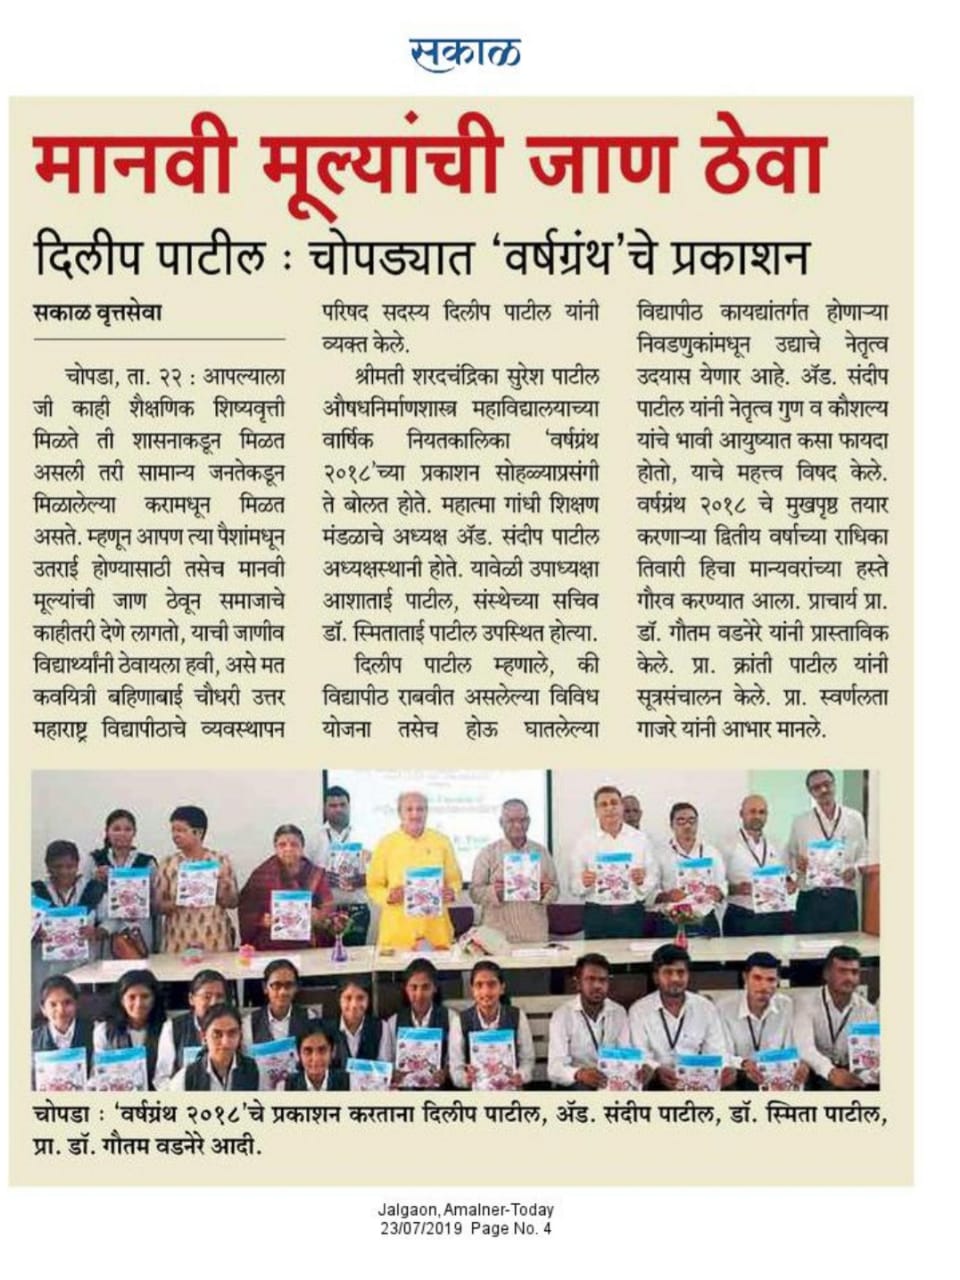 सकाळ
मानवी मूल्यांची जाण ठेवा
दिलीप पाटील : चोपड्यात ‘वर्षग्रंथ’चे प्रकाशन
सकाळ वृत्तसेवा
चोपडा, ता. २२ : आपल्याला
जी काही शैक्षणिक शिष्यवृत्ती
मिळते ती शासनाकडून मिळत
असली तरी सामान्य जनतेकडून
मिळालेल्या करामधून मिळत
असते. म्हणून आपण त्या पैशांमधून
उतराई होण्यासाठी तसेच मानवी
मूल्यांची जाण ठेवून समाजाचे
काहीतरी देणे लागतो, याची जाणीव
विद्यार्थ्यांनी ठेवायला हवी, असे मत
कवयित्री बहिणाबाई चौधरी उत्तर
महाराष्ट्र विद्यापीठाचे व्यवस्थापन
परिषद सदस्य दिलीप पाटील यांनी
व्यक्त केले.
श्रीमती शरदचंद्रिका सुरेश पाटील
औषधनिर्माणशास्त्र महाविद्यालयाच्या
वार्षिक नियतकालिका ‘वर्षग्रंथ
२०१८’च्या प्रकाशन सोहळ्याप्रसंगी
ते बोलत होते. महात्मा गांधी शिक्षण
मंडळाचे अध्यक्ष ॲड. संदीप पाटील
अध्यक्षस्थानी होते. यावेळी उपाध्यक्षा
आशाताई पाटील, संस्थेच्या सचिव
डॉ. स्मिताताई पाटील उपस्थित होत्या.
दिलीप पाटील म्हणाले, की
विद्यापीठ राबवीत असलेल्या विविध
योजना तसेच होऊ घातलेल्या
विद्यापीठ कायद्यांतर्गत होणाऱ्या
निवडणुकांमधून उद्याचे नेतृत्व
उदयास येणार आहे. ॲड. संदीप
पाटील यांनी नेतृत्व गुण व कौशल्य
यांचे भावी आयुष्यात कसा फायदा
होतो, याचे महत्त्व विषद केले.
वर्षग्रंथ २०१८ चे मुखपृष्ठ तयार
करणाऱ्या द्वितीय वर्षाच्या राधिका
तिवारी हिचा मान्यवरांच्या हस्ते
गौरव करण्यात आला. प्राचार्य प्रा.
डॉ. गौतम वडनेरे यांनी प्रास्ताविक
केले. प्रा. क्रांती पाटील यांनी
सूत्रसंचालन केले. प्रा. स्वर्णलता
गाजरे यांनी आभार मानले.
चोपडा : ‘वर्षग्रंथ २०१८’चे प्रकाशन करताना दिलीप पाटील, ॲड. संदीप पाटील, डॉ. स्मिता पाटील,
प्रा. डॉ. गौतम वडनेरे आदी.
Jalgaon, Amalner-Today
23/07/2019 Page No. 4